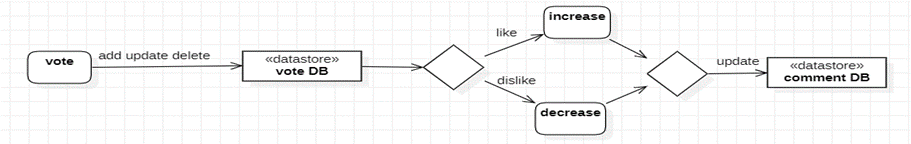 vote
add update delete
«datastore»
vote DB
like
dislike
increase
decrease
update
«datastore»
comment DB